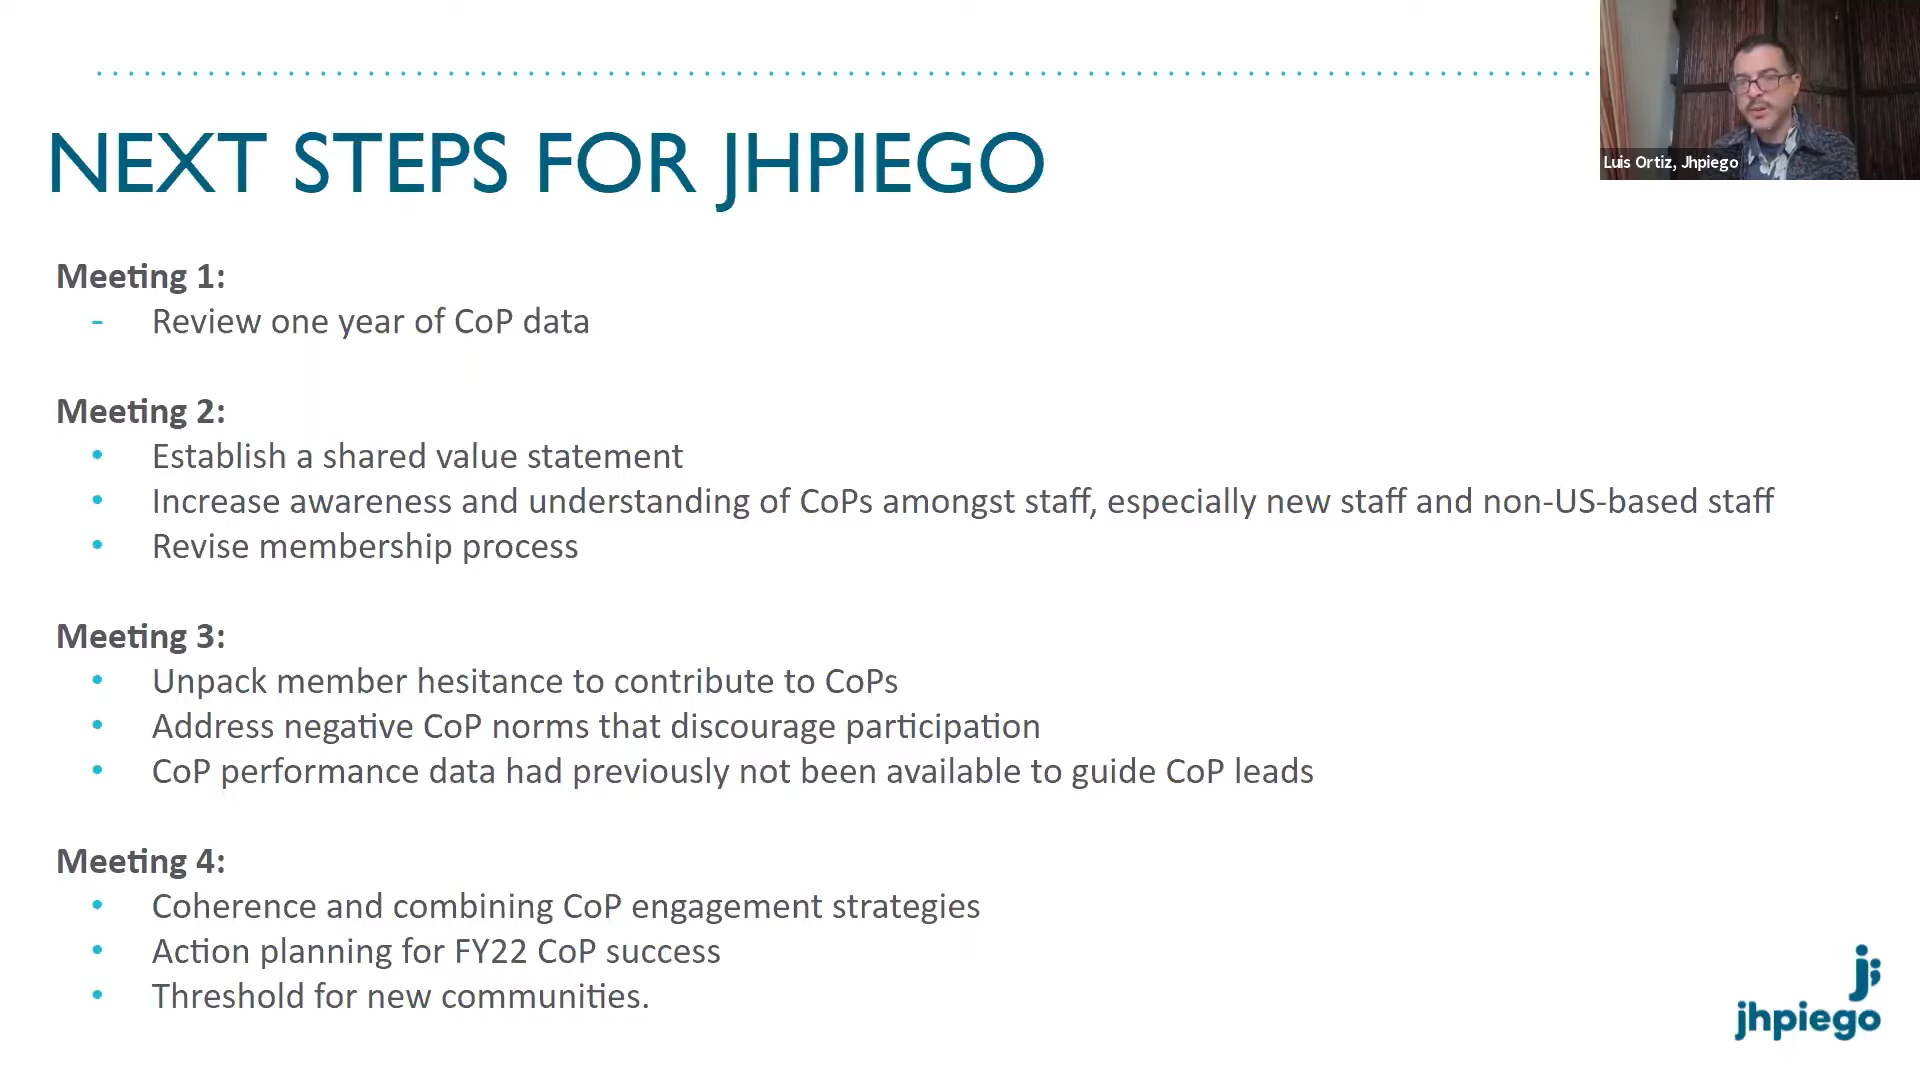 Luis Ortiz, Jhpiego
NEXT STEPS FOR JHPIEGO
Meeting 1:
- Review one year of CoP data
Meeting 2:
• Establish a shared value statement
• Increase awareness and understanding of CoPs amongst staff, especially new staff and non-US-based staff
• Revise membership process
Meeting 3:
• Unpack member hesitance to contribute to CoPs
• Address negative CoP norms that discourage participation
• CoP performance data had previously not been available to guide CoP leads
Meeting 4:
• Coherence and combining CoP engagement strategies
• Action planning for FY22 CoP success
• Threshold for new communities.
j;
jhpiego